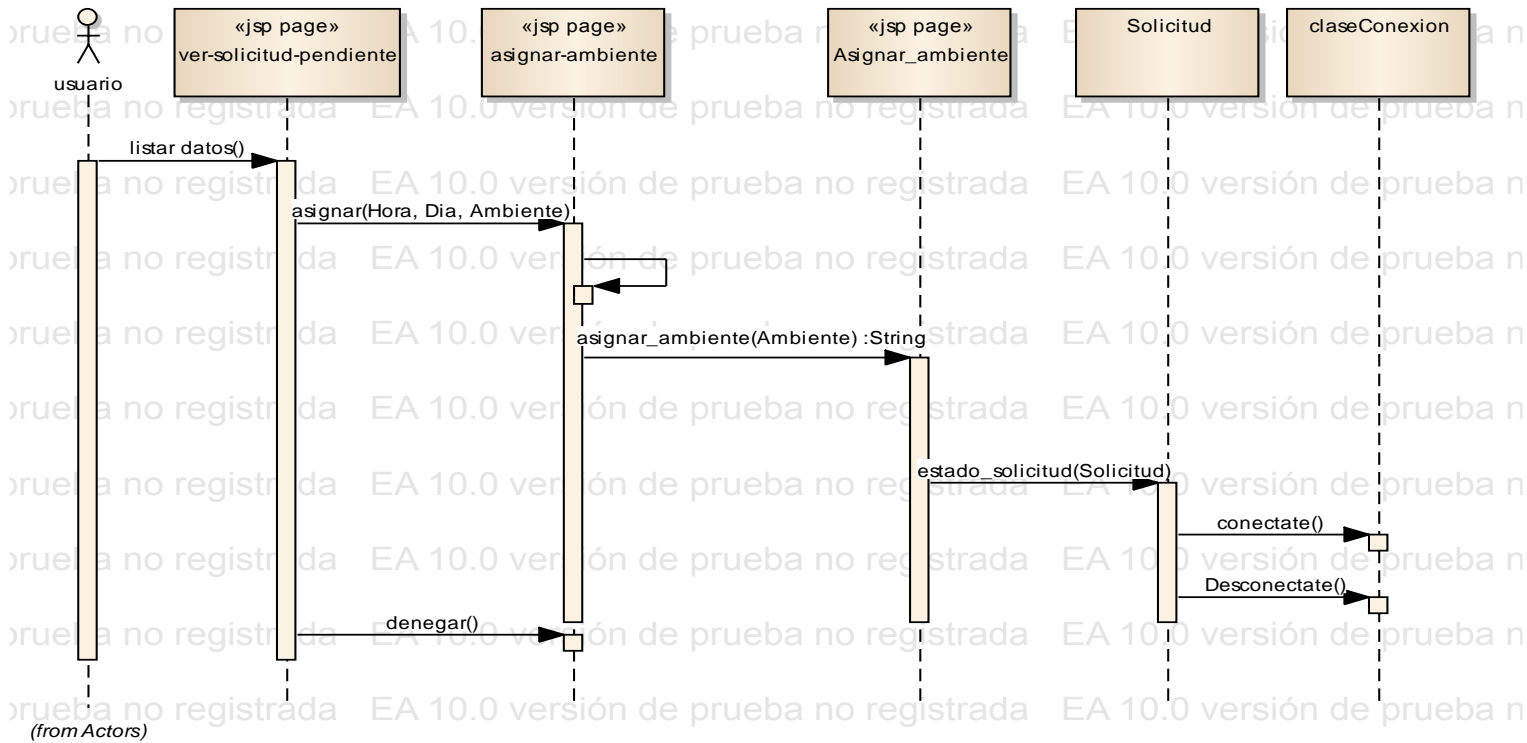 «jsp page»
ver-solicitud-pendiente
«jsp page»
asignar-ambiente
«jsp page»
Asignar_ambiente
Solicitud
claseConexion
usuario
listar datos()
asignar(Hora, Dia, Ambiente)
asignar_ambiente(Ambiente) :String
estado_solicitud(Solicitud)
conectate()
Desconectate()
denegar()
(from Actors)
EA 10.0 versión de prueba no registrada